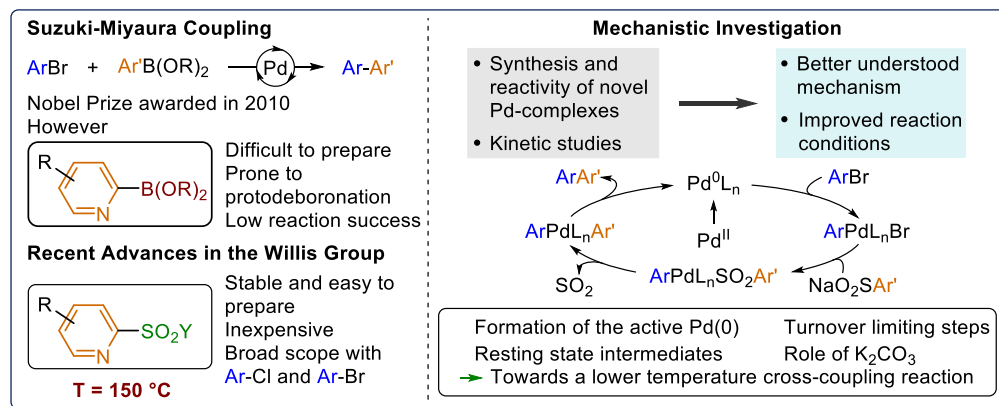 Suzuki-Miyaura Coupling
ArBr + Ar'B(OR)2 Pd Ar-Ar'
Nobel Prize awarded in 2010
However
R
B(OR)2
N
Difficult to prepare
Prone to
protodeboronation
Low reaction success
Recent Advances in the Willis Group
R
SO2Y
N
T = 150 °C
Stable and easy to
prepare
Inexpensive
Broad scope with
Ar-Cl and Ar-Br
Mechanistic Investigation
• Synthesis and
reactivity of novel
Pd-complexes
• Kinetic studies
• Better understood
mechanism
• Improved reaction
conditions
ArAr' Pd⁰Ln ArBr
ArPdLnAr' Pd^II ArPdLnBr
SO2 ArPdLnSO2Ar' NaO2SAr'
Formation of the active Pd(0) Turnover limiting steps
Resting state intermediates Role of K2CO3
Towards a lower temperature cross-coupling reaction